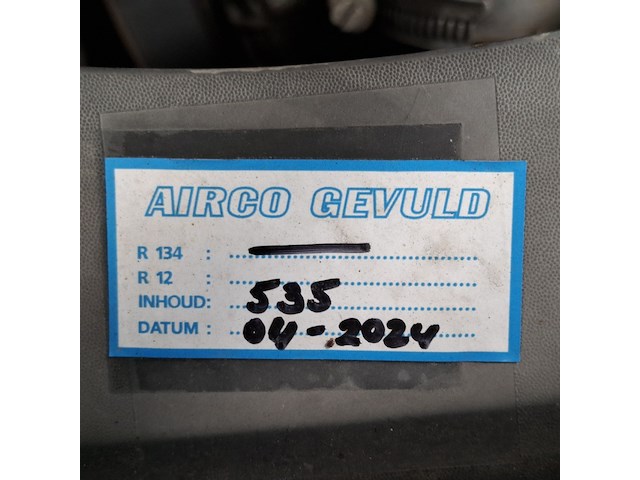 AIRCO GEVULD
R 134 : —
R 12 :
INHOUD: 535
DATUM : 04-2024